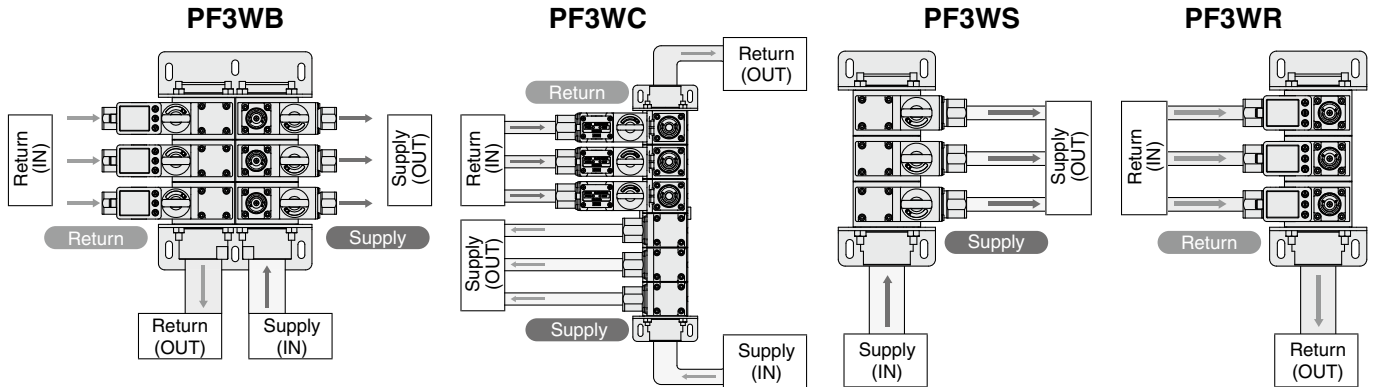 PF3WB
Return
(IN)
Supply
(OUT)
Return
Supply
Return
(OUT)
Supply
(IN)
PF3WC
Return
(OUT)
Return
Return
(IN)
Supply
(OUT)
Supply
Supply
(IN)
PF3WS
Supply
(OUT)
Supply
Supply
(IN)
PF3WR
Return
(IN)
Return
Return
(OUT)